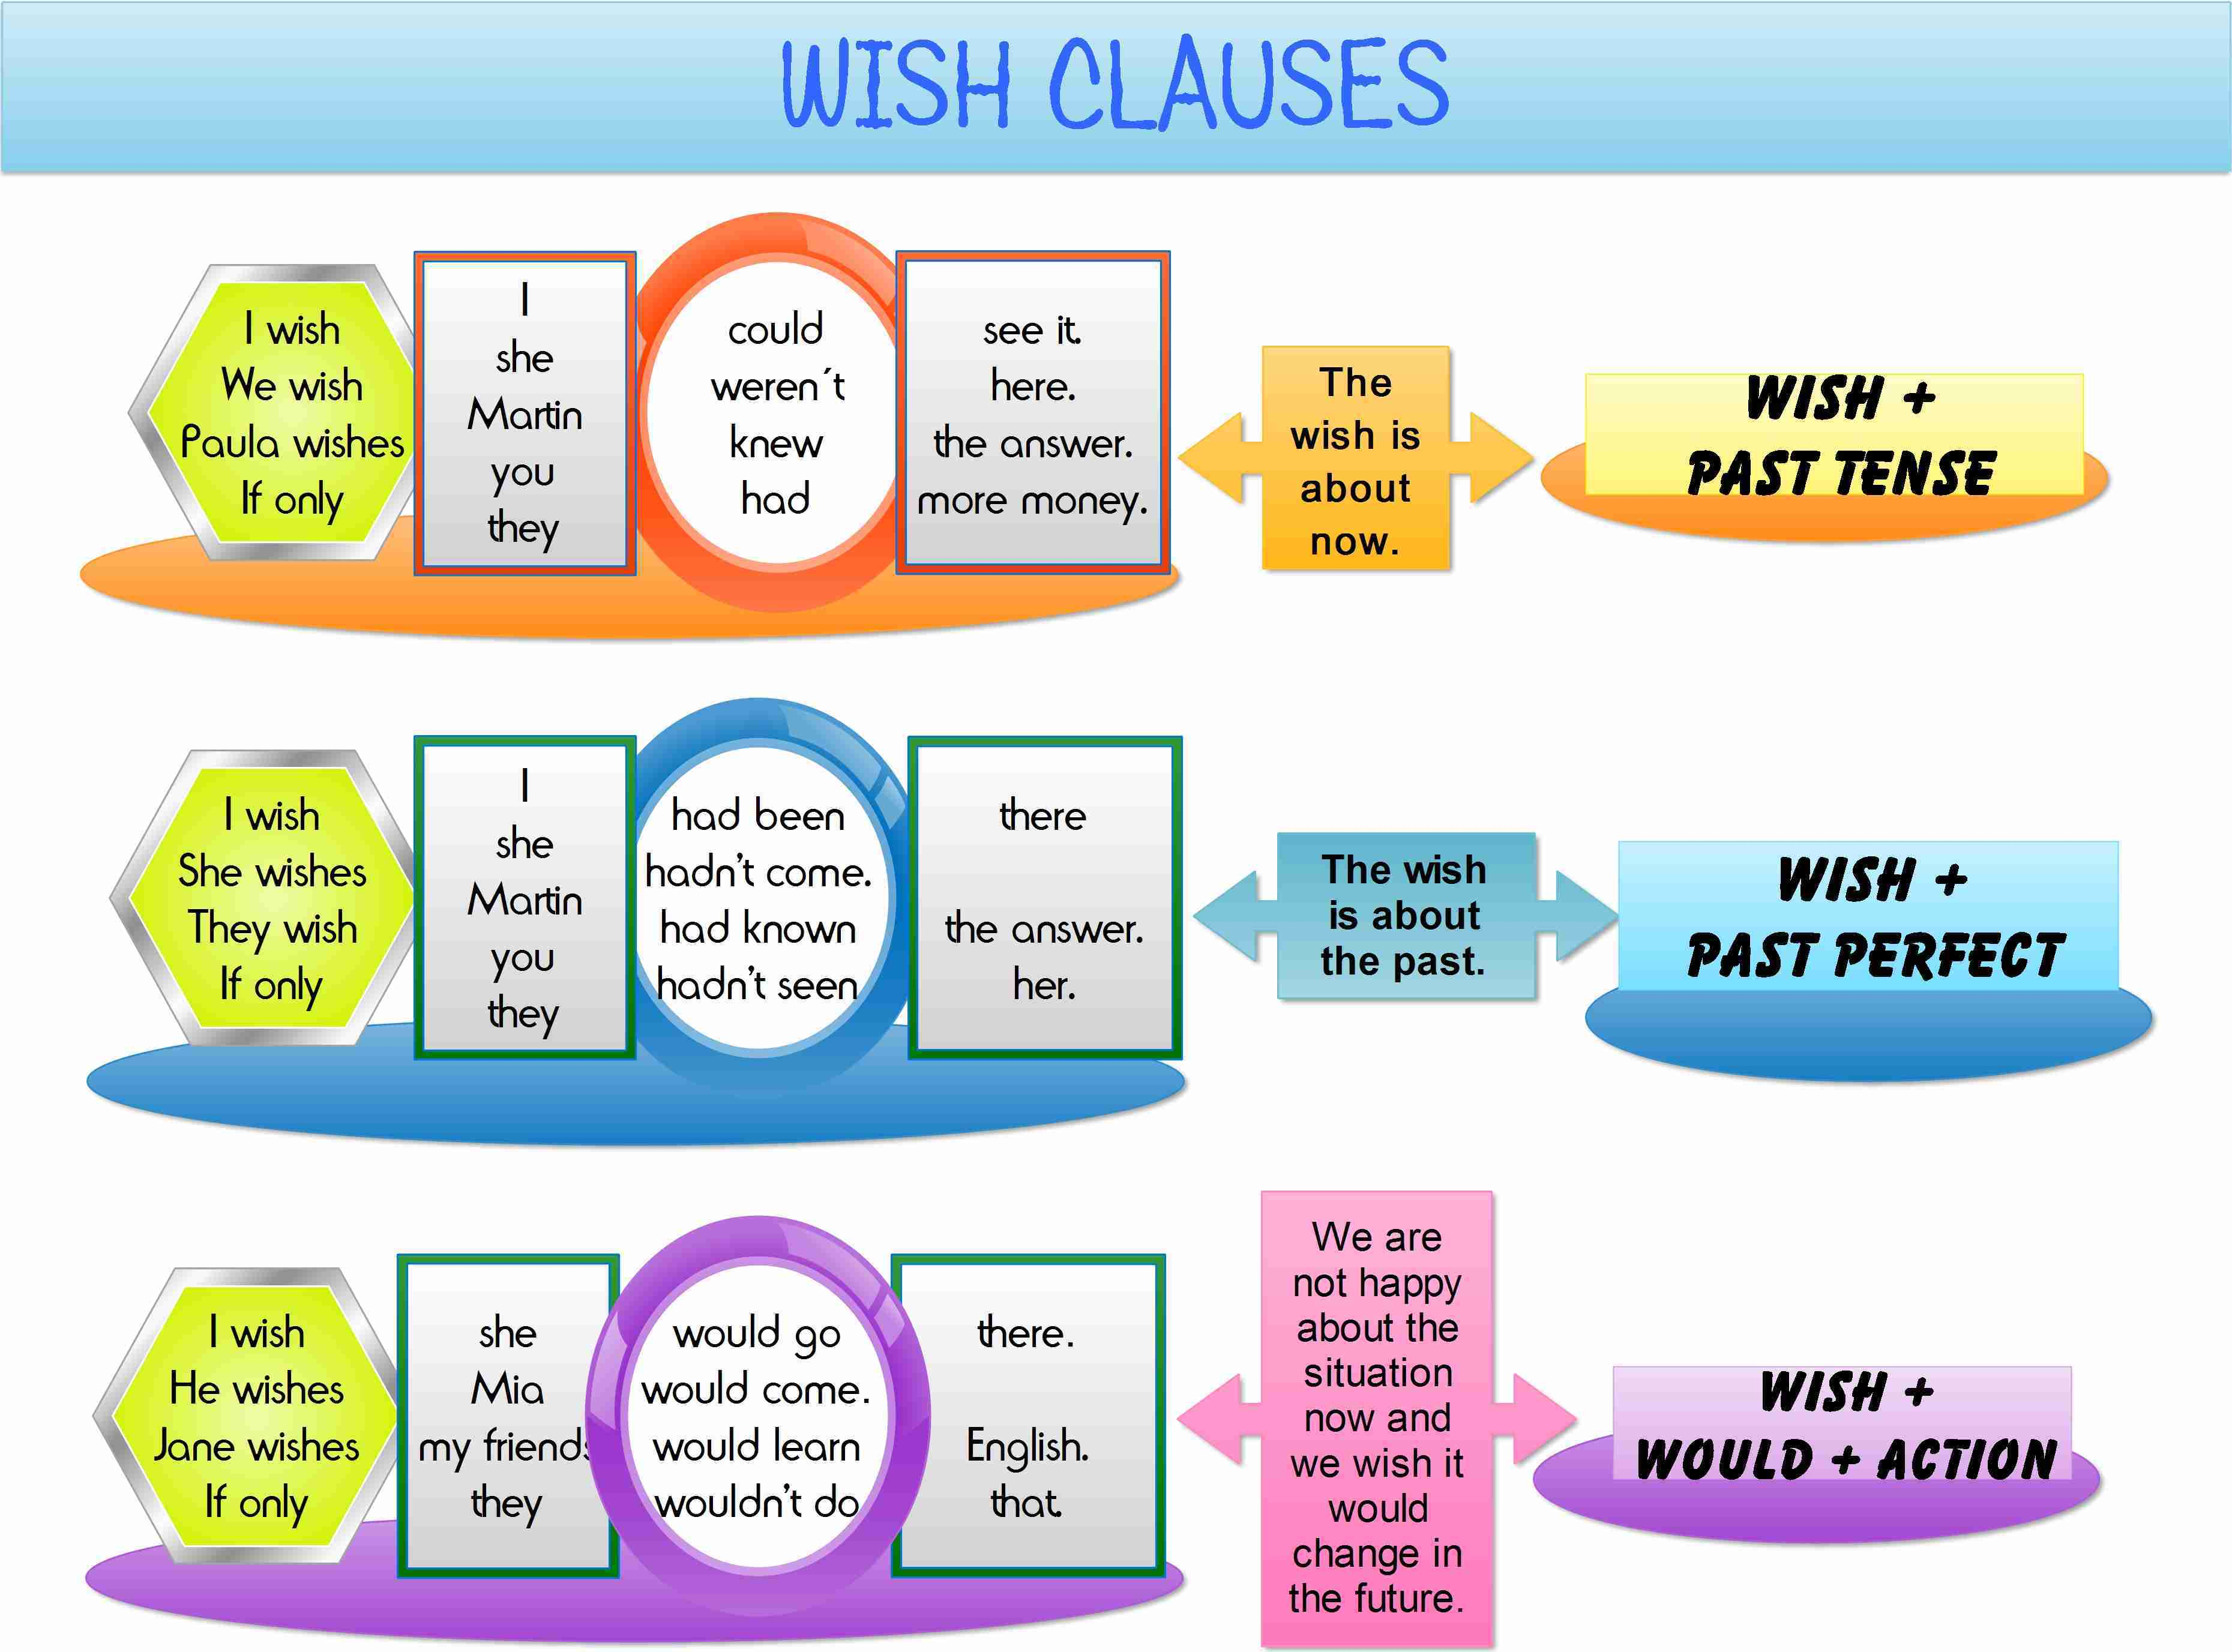 WISH CLAUSES
I wish
We wish
Paula wishes
If only
I
she
Martin
you
they
could
weren´t
knew
had
see it.
here.
the answer.
more money.
The
wish is
about
now.
WISH +
PAST TENSE
I wish
She wishes
They wish
If only
I
she
Martin
you
they
had been
hadn't come.
had known
hadn't seen
there
the answer.
her.
The wish
is about
the past.
WISH +
PAST PERFECT
I wish
He wishes
Jane wishes
If only
she
Mia
my friends
they
would go
would come.
would learn
wouldn't do
there.
English.
that.
We are
not happy
about the
situation
now and
we wish it
would
change in
the future.
WISH +
WOULD + ACTION